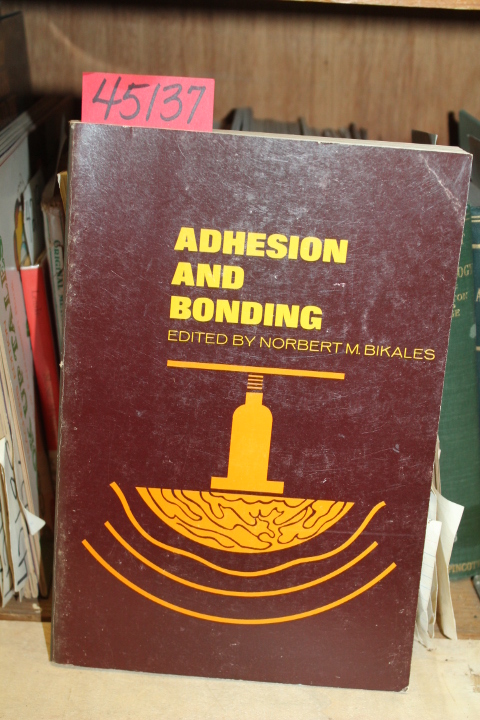 45137
ADHESION
AND
BONDING
EDITED BY NORBERT M. BIKALES